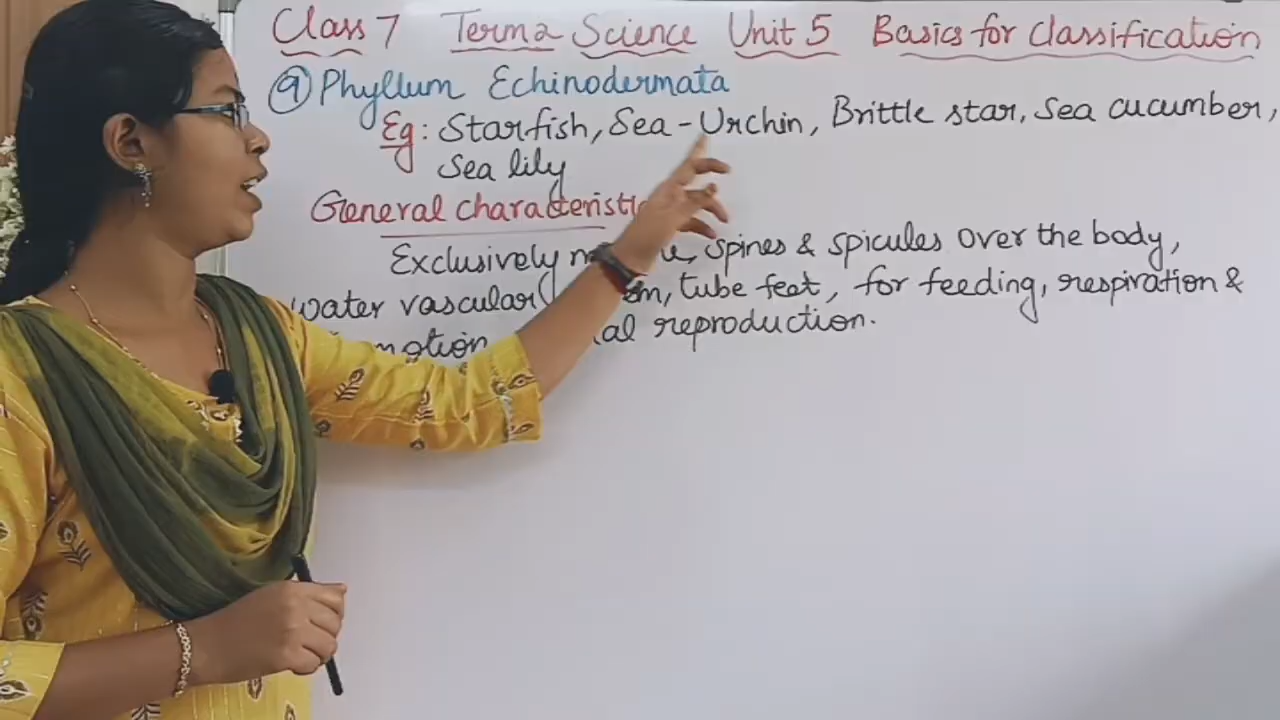 Class 7 Term 2 Science Unit 5 Basics for Classification
9) Phyllum Echinodermata
Eg: Starfish, Sea-Urchin, Brittle star, Sea cucumber,
Sea lily
General characteristi
Exclusively spines & spicules over the body,
water vascular tube feet, for feeding, respiration &
reproduction.